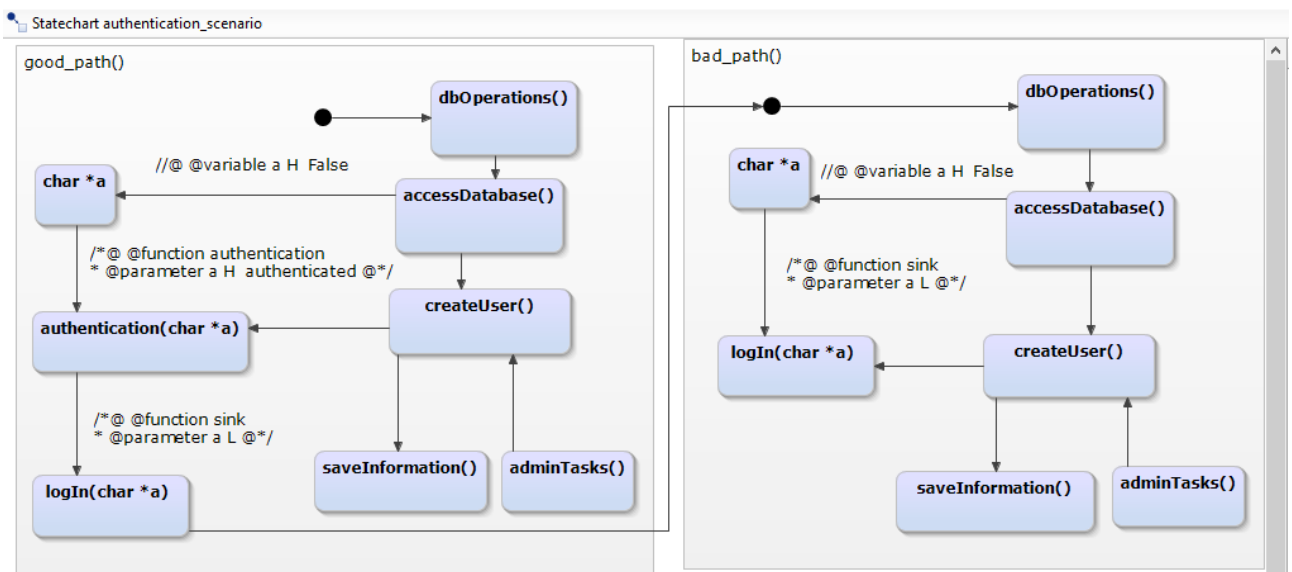 Statechart authentication_scenario
good_path()
dbOperations()
//@ @variable a H  False
char *a
accessDatabase()
/*@ @function authentication
* @parameter a H  authenticated @*/
createUser()
authentication(char *a)
/*@ @function sink
* @parameter a L @*/
saveInformation()
adminTasks()
logIn(char *a)
bad_path()
dbOperations()
char *a
//@ @variable a H  False
accessDatabase()
/*@ @function sink
* @parameter a L @*/
logIn(char *a)
createUser()
saveInformation()
adminTasks()